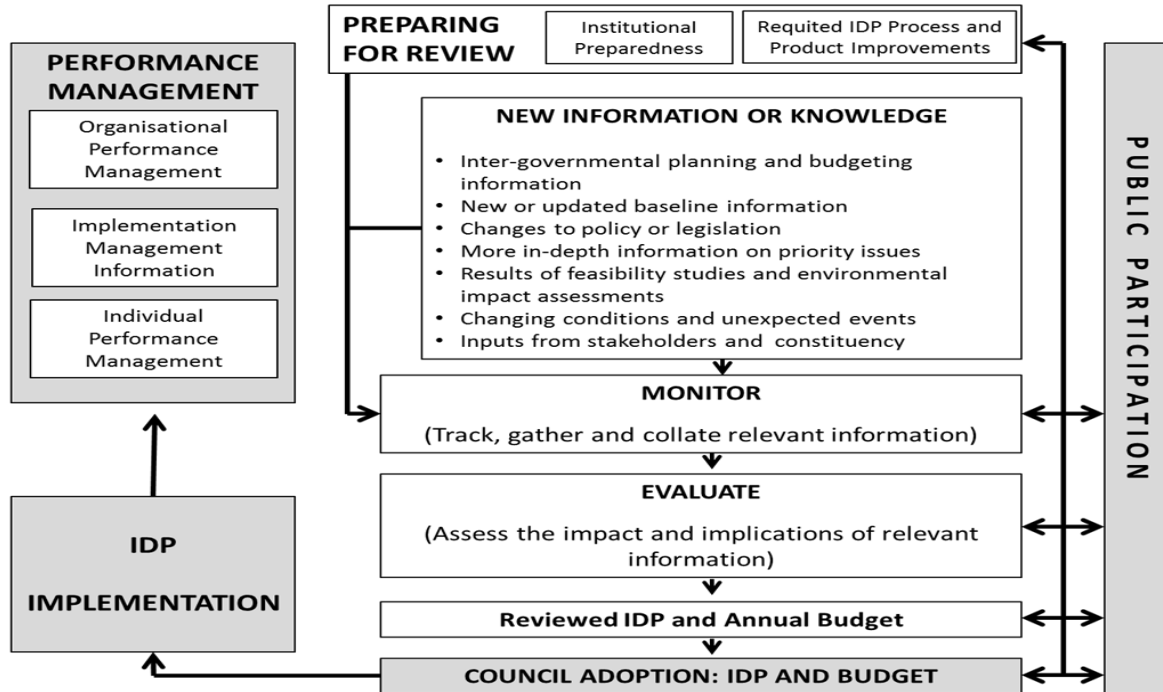 PREPARING
FOR REVIEW
Institutional
Preparedness
Requited IDP Process and
Product Improvements
PERFORMANCE
MANAGEMENT
Organisational
Performance
Management
Implementation
Management
Information
Individual
Performance
Management
NEW INFORMATION OR KNOWLEDGE
• Inter-governmental planning and budgeting
information
• New or updated baseline information
• Changes to policy or legislation
• More in-depth information on priority issues
• Results of feasibility studies and environmental
impact assessments
• Changing conditions and unexpected events
• Inputs from stakeholders and constituency
MONITOR
(Track, gather and collate relevant information)
EVALUATE
(Assess the impact and implications of relevant
information)
Reviewed IDP and Annual Budget
COUNCIL ADOPTION: IDP AND BUDGET
IDP
IMPLEMENTATION
PUBLIC PARTICIPATION